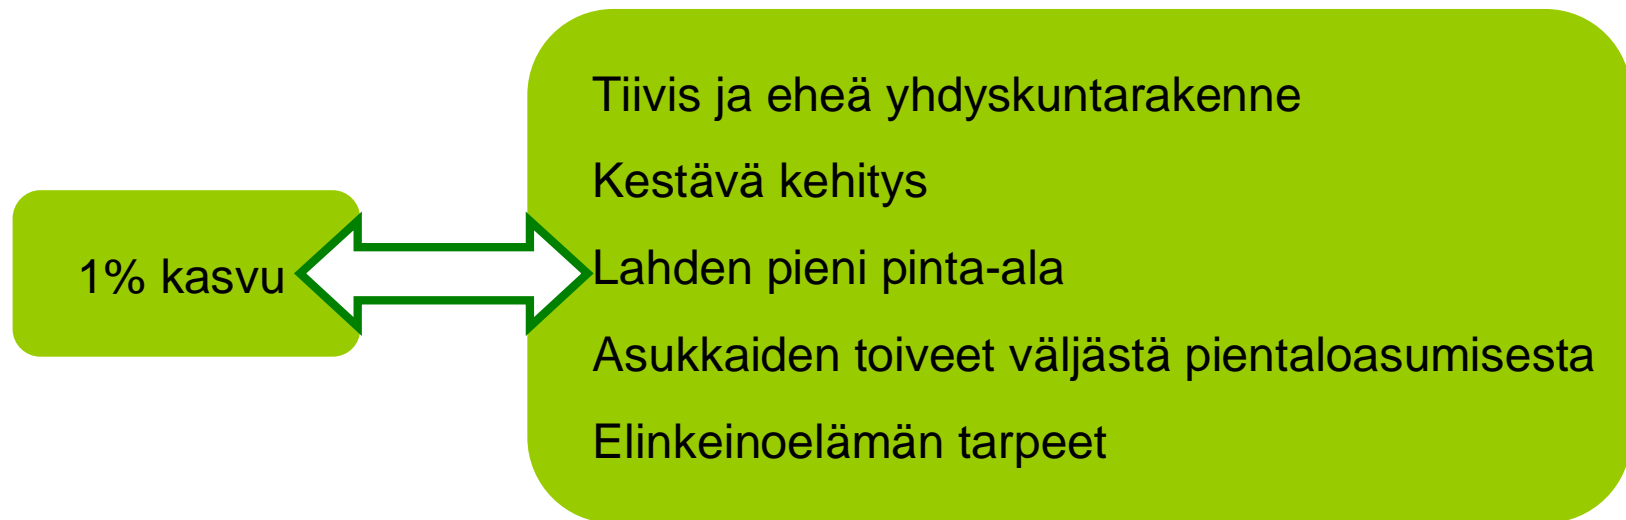 1% kasvu
Tiivis ja eheä yhdyskuntarakenne
Kestävä kehitys
Lahden pieni pinta-ala
Asukkaiden toiveet väljästä pientaloasumisesta
Elinkeinoelämän tarpeet